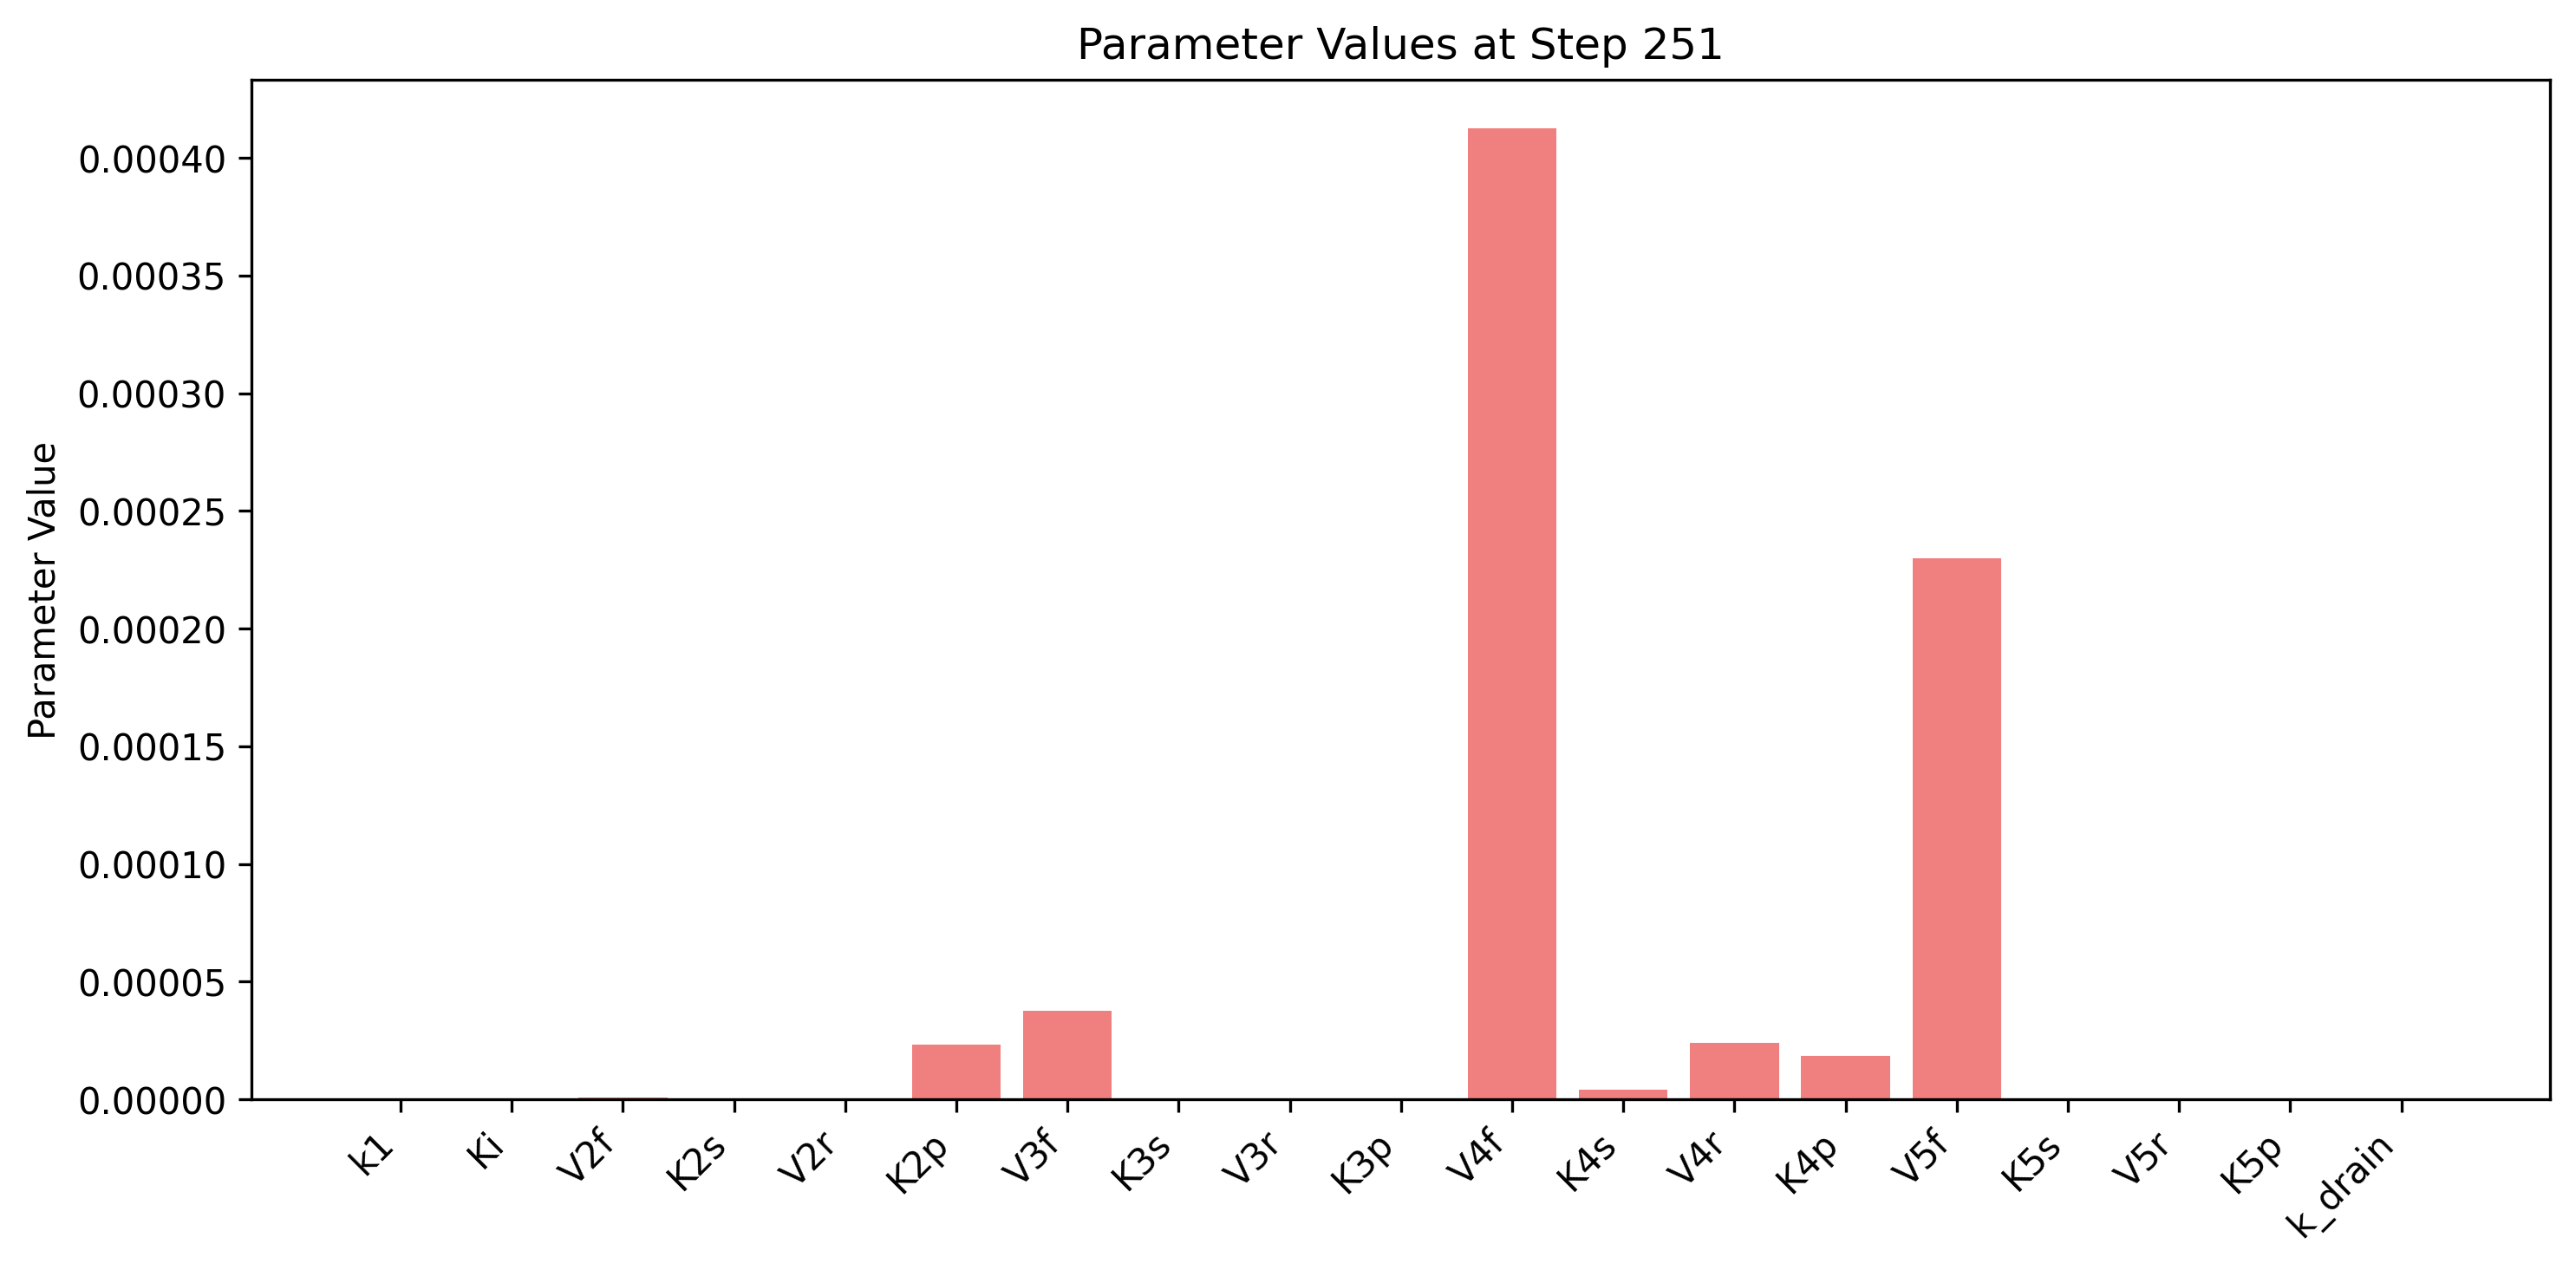 Parameter Values at Step 251
Parameter Value
0.00040
0.00035
0.00030
0.00025
0.00020
0.00015
0.00010
0.00005
0.00000
k1
Ki
V2f
K2s
V2r
K2p
V3f
K3s
V3r
K3p
V4f
K4s
V4r
K4p
V5f
K5s
V5r
K5p
k_drain